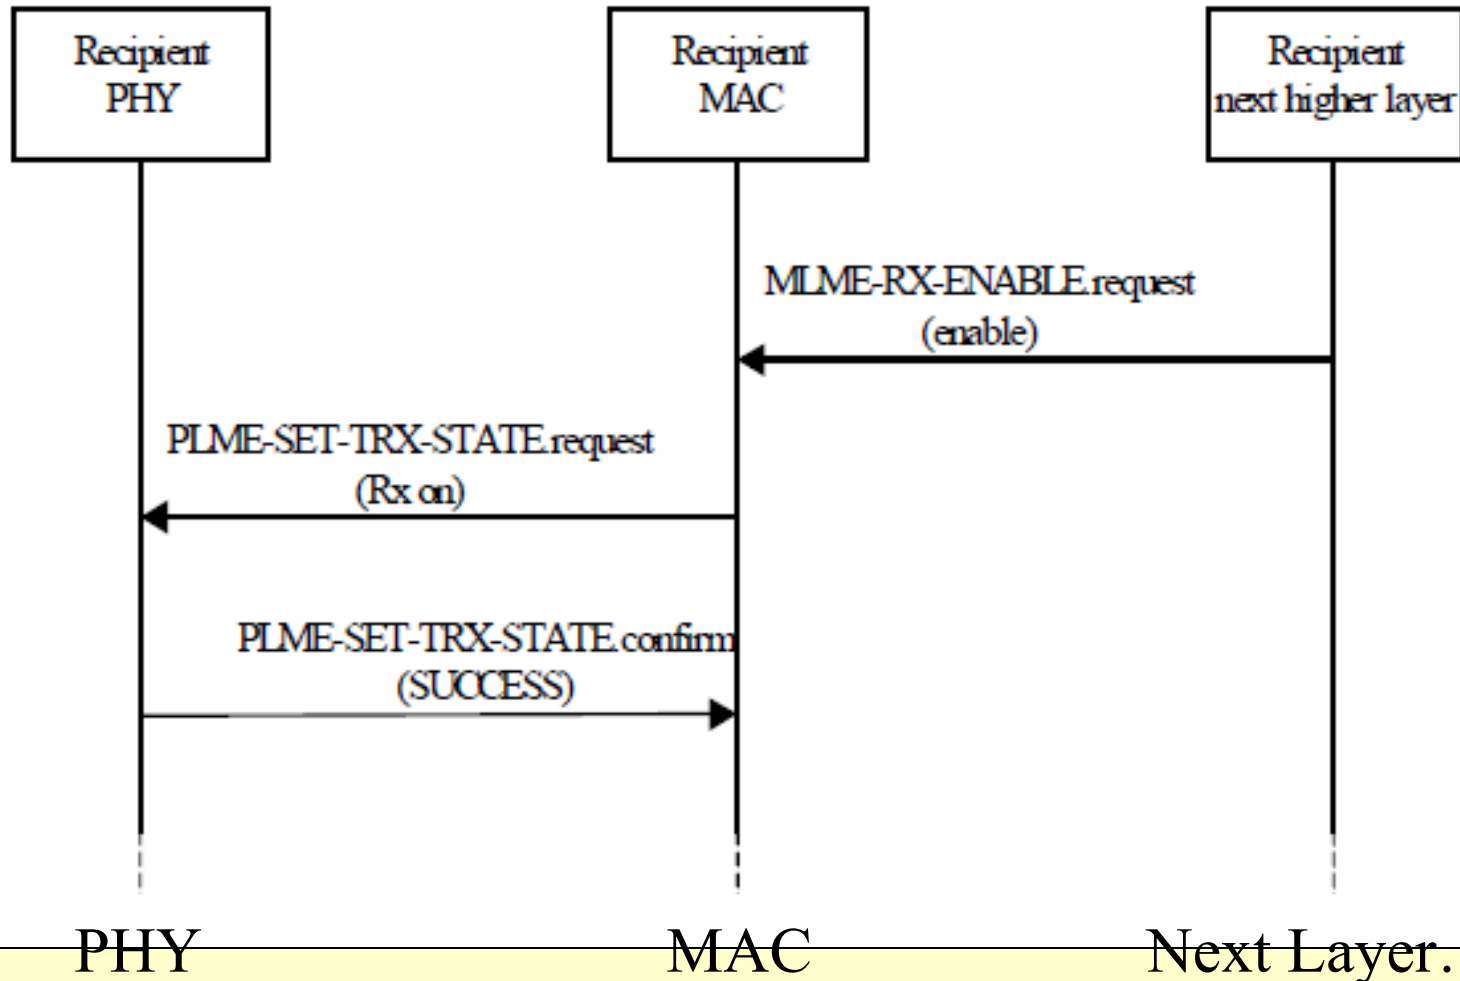 Recipient
PHY
Recipient
MAC
Recipient
next higher layer
MLME-RX-ENABLE.request
(enable)
PLME-SET-TRX-STATE.request
(Rx on)
PLME-SET-TRX-STATE.confirm
(SUCCESS)
PHY
MAC
Next Layer.